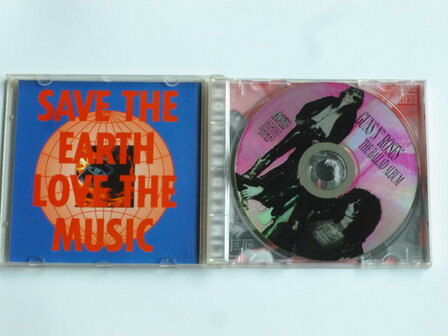 SAVE THE
EARTH
LOVE THE
MUSIC
GUNS N' ROSES
THE BALLAD ALBUM